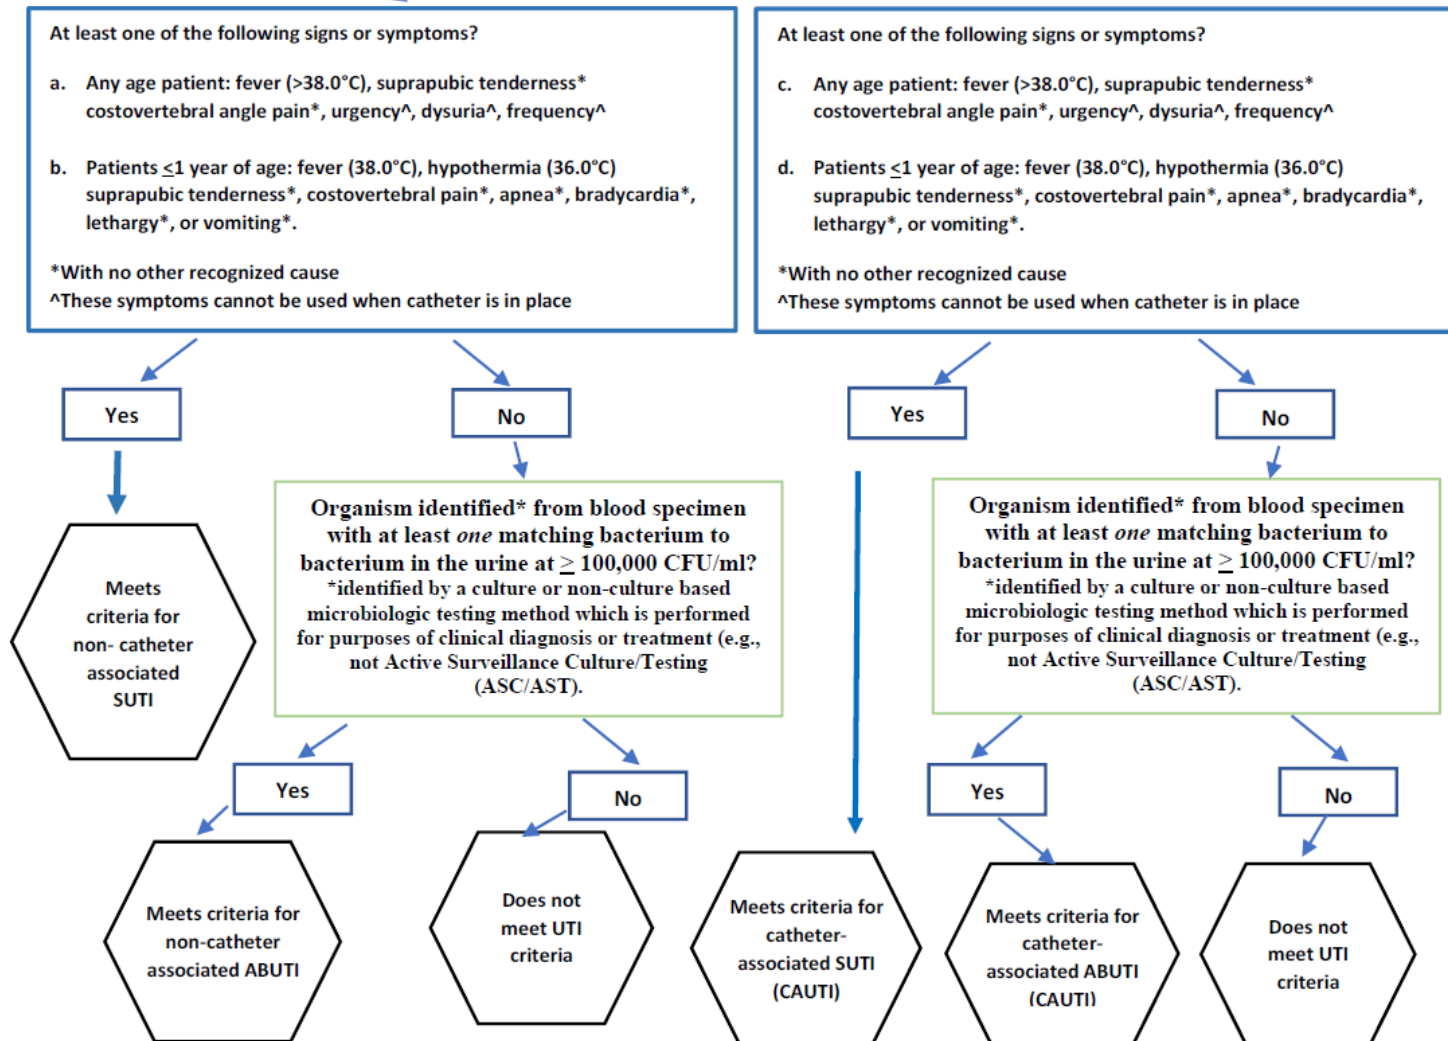 At least one of the following signs or symptoms?
a. Any age patient: fever (>38.0°C), suprapubic tenderness*
costovertebral angle pain*, urgency^, dysuria^, frequency^
b. Patients <1 year of age: fever (38.0°C), hypothermia (36.0°C)
suprapubic tenderness*, costovertebral pain*, apnea*, bradycardia*,
lethargy*, or vomiting*.
*With no other recognized cause
^These symptoms cannot be used when catheter is in place
At least one of the following signs or symptoms?
c. Any age patient: fever (>38.0°C), suprapubic tenderness*
costovertebral angle pain*, urgency^, dysuria^, frequency^
d. Patients <1 year of age: fever (38.0°C), hypothermia (36.0°C)
suprapubic tenderness*, costovertebral pain*, apnea*, bradycardia*,
lethargy*, or vomiting*.
*With no other recognized cause
^These symptoms cannot be used when catheter is in place
Yes
No
Yes
No
Meets
criteria for
non- catheter
associated
SUTI
Organism identified* from blood specimen
with at least one matching bacterium to
bacterium in the urine at > 100,000 CFU/ml?
*identified by a culture or non-culture based
microbiologic testing method which is performed
for purposes of clinical diagnosis or treatment (e.g.,
not Active Surveillance Culture/Testing
(ASC/AST).
Organism identified* from blood specimen
with at least one matching bacterium to
bacterium in the urine at > 100,000 CFU/ml?
*identified by a culture or non-culture based
microbiologic testing method which is performed
for purposes of clinical diagnosis or treatment (e.g.,
not Active Surveillance Culture/Testing
(ASC/AST).
Yes
No
Yes
No
Meets criteria for
non-catheter
associated ABUTI
Does not
meet UTI
criteria
Meets criteria for
catheter-
associated SUTI
(CAUTI)
Meets criteria for
catheter-
associated ABUTI
(CAUTI)
Does not
meet UTI
criteria